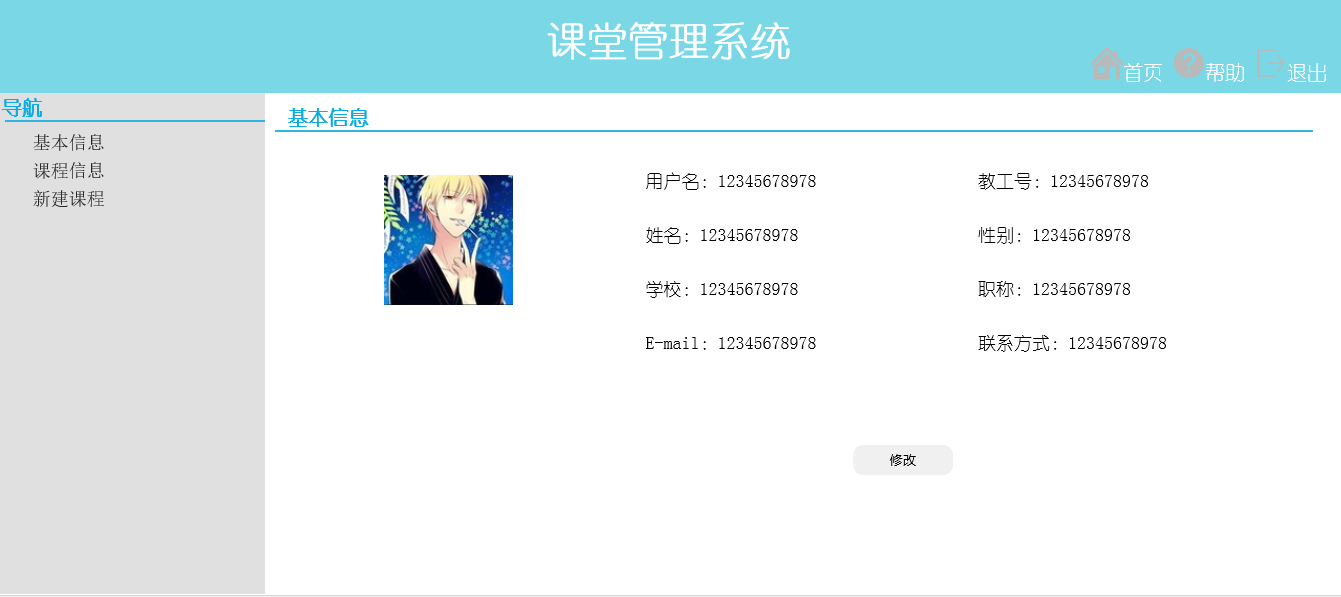 课堂管理系统
首页 帮助 退出
导航
基本信息
课程信息
新建课程
基本信息
用户名：12345678978 教工号：12345678978
姓名：12345678978 性别：12345678978
学校：12345678978 职称：12345678978
E-mail：12345678978 联系方式：12345678978
修改